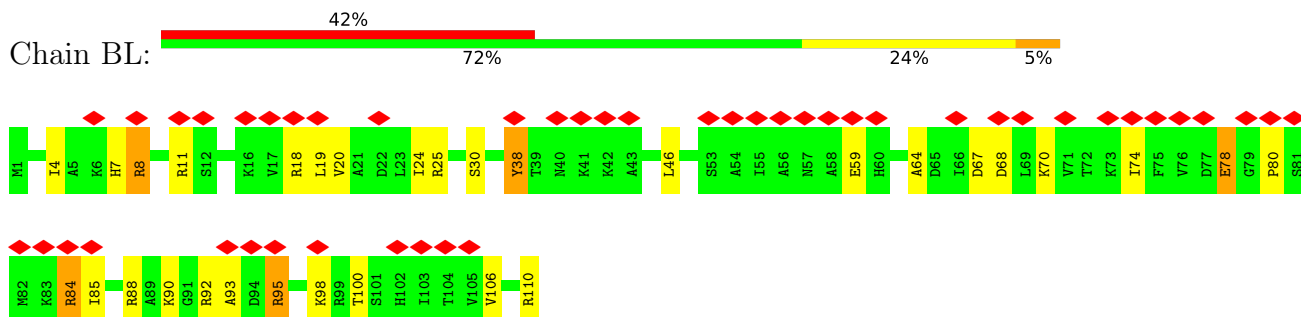 42%
Chain BL:
72% 24% 5%
M1 I4 A5 K6 H7 R8 R11 S12 K16 V17 R18 L19 V20 A21 D22 L23 I24 R25 S30 Y38 T39 N40 K41 K42 A43 L46 S53 A54 I55 A56 N57 A58 E59 H60 A64 D65 I66 D67 D68 L69 K70 V71 T72 K73 I74 F75 V76 D77 E78 G79 P80 S81
M82 K83 R84 I85 R88 A89 K90 G91 R92 A93 D94 R95 K98 R99 T100 S101 H102 I103 T104 V105 V106 R110